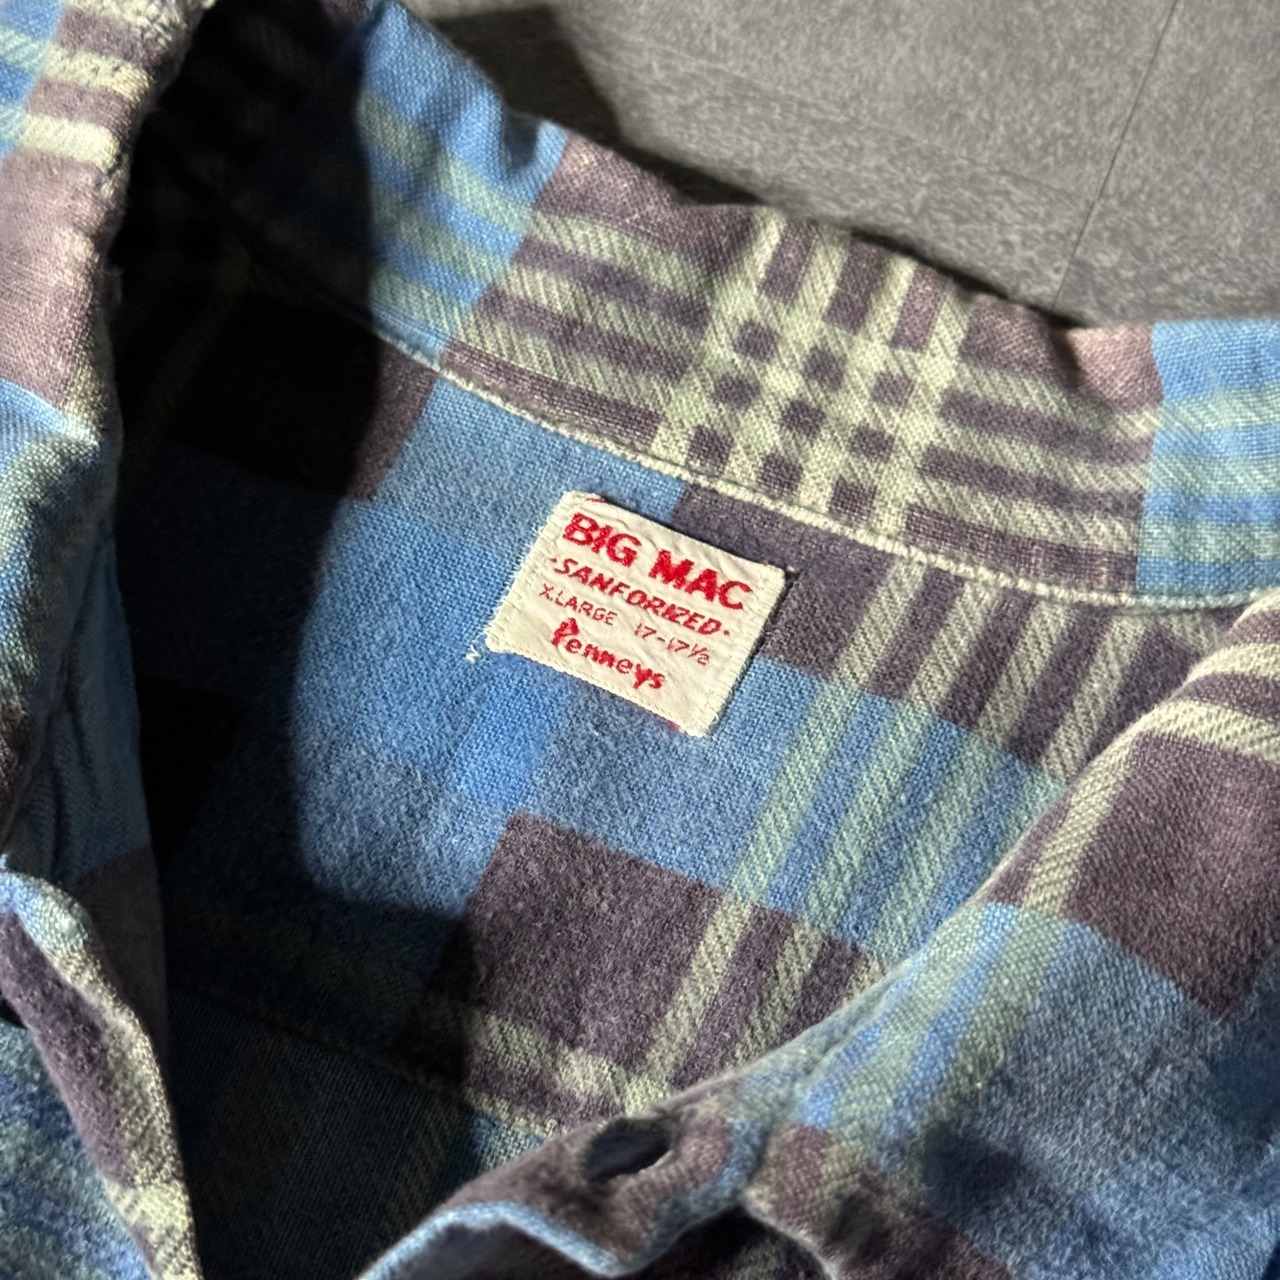 BIG MAC
·SANFORIZED·
X.LARGE 17-17½
Penneys